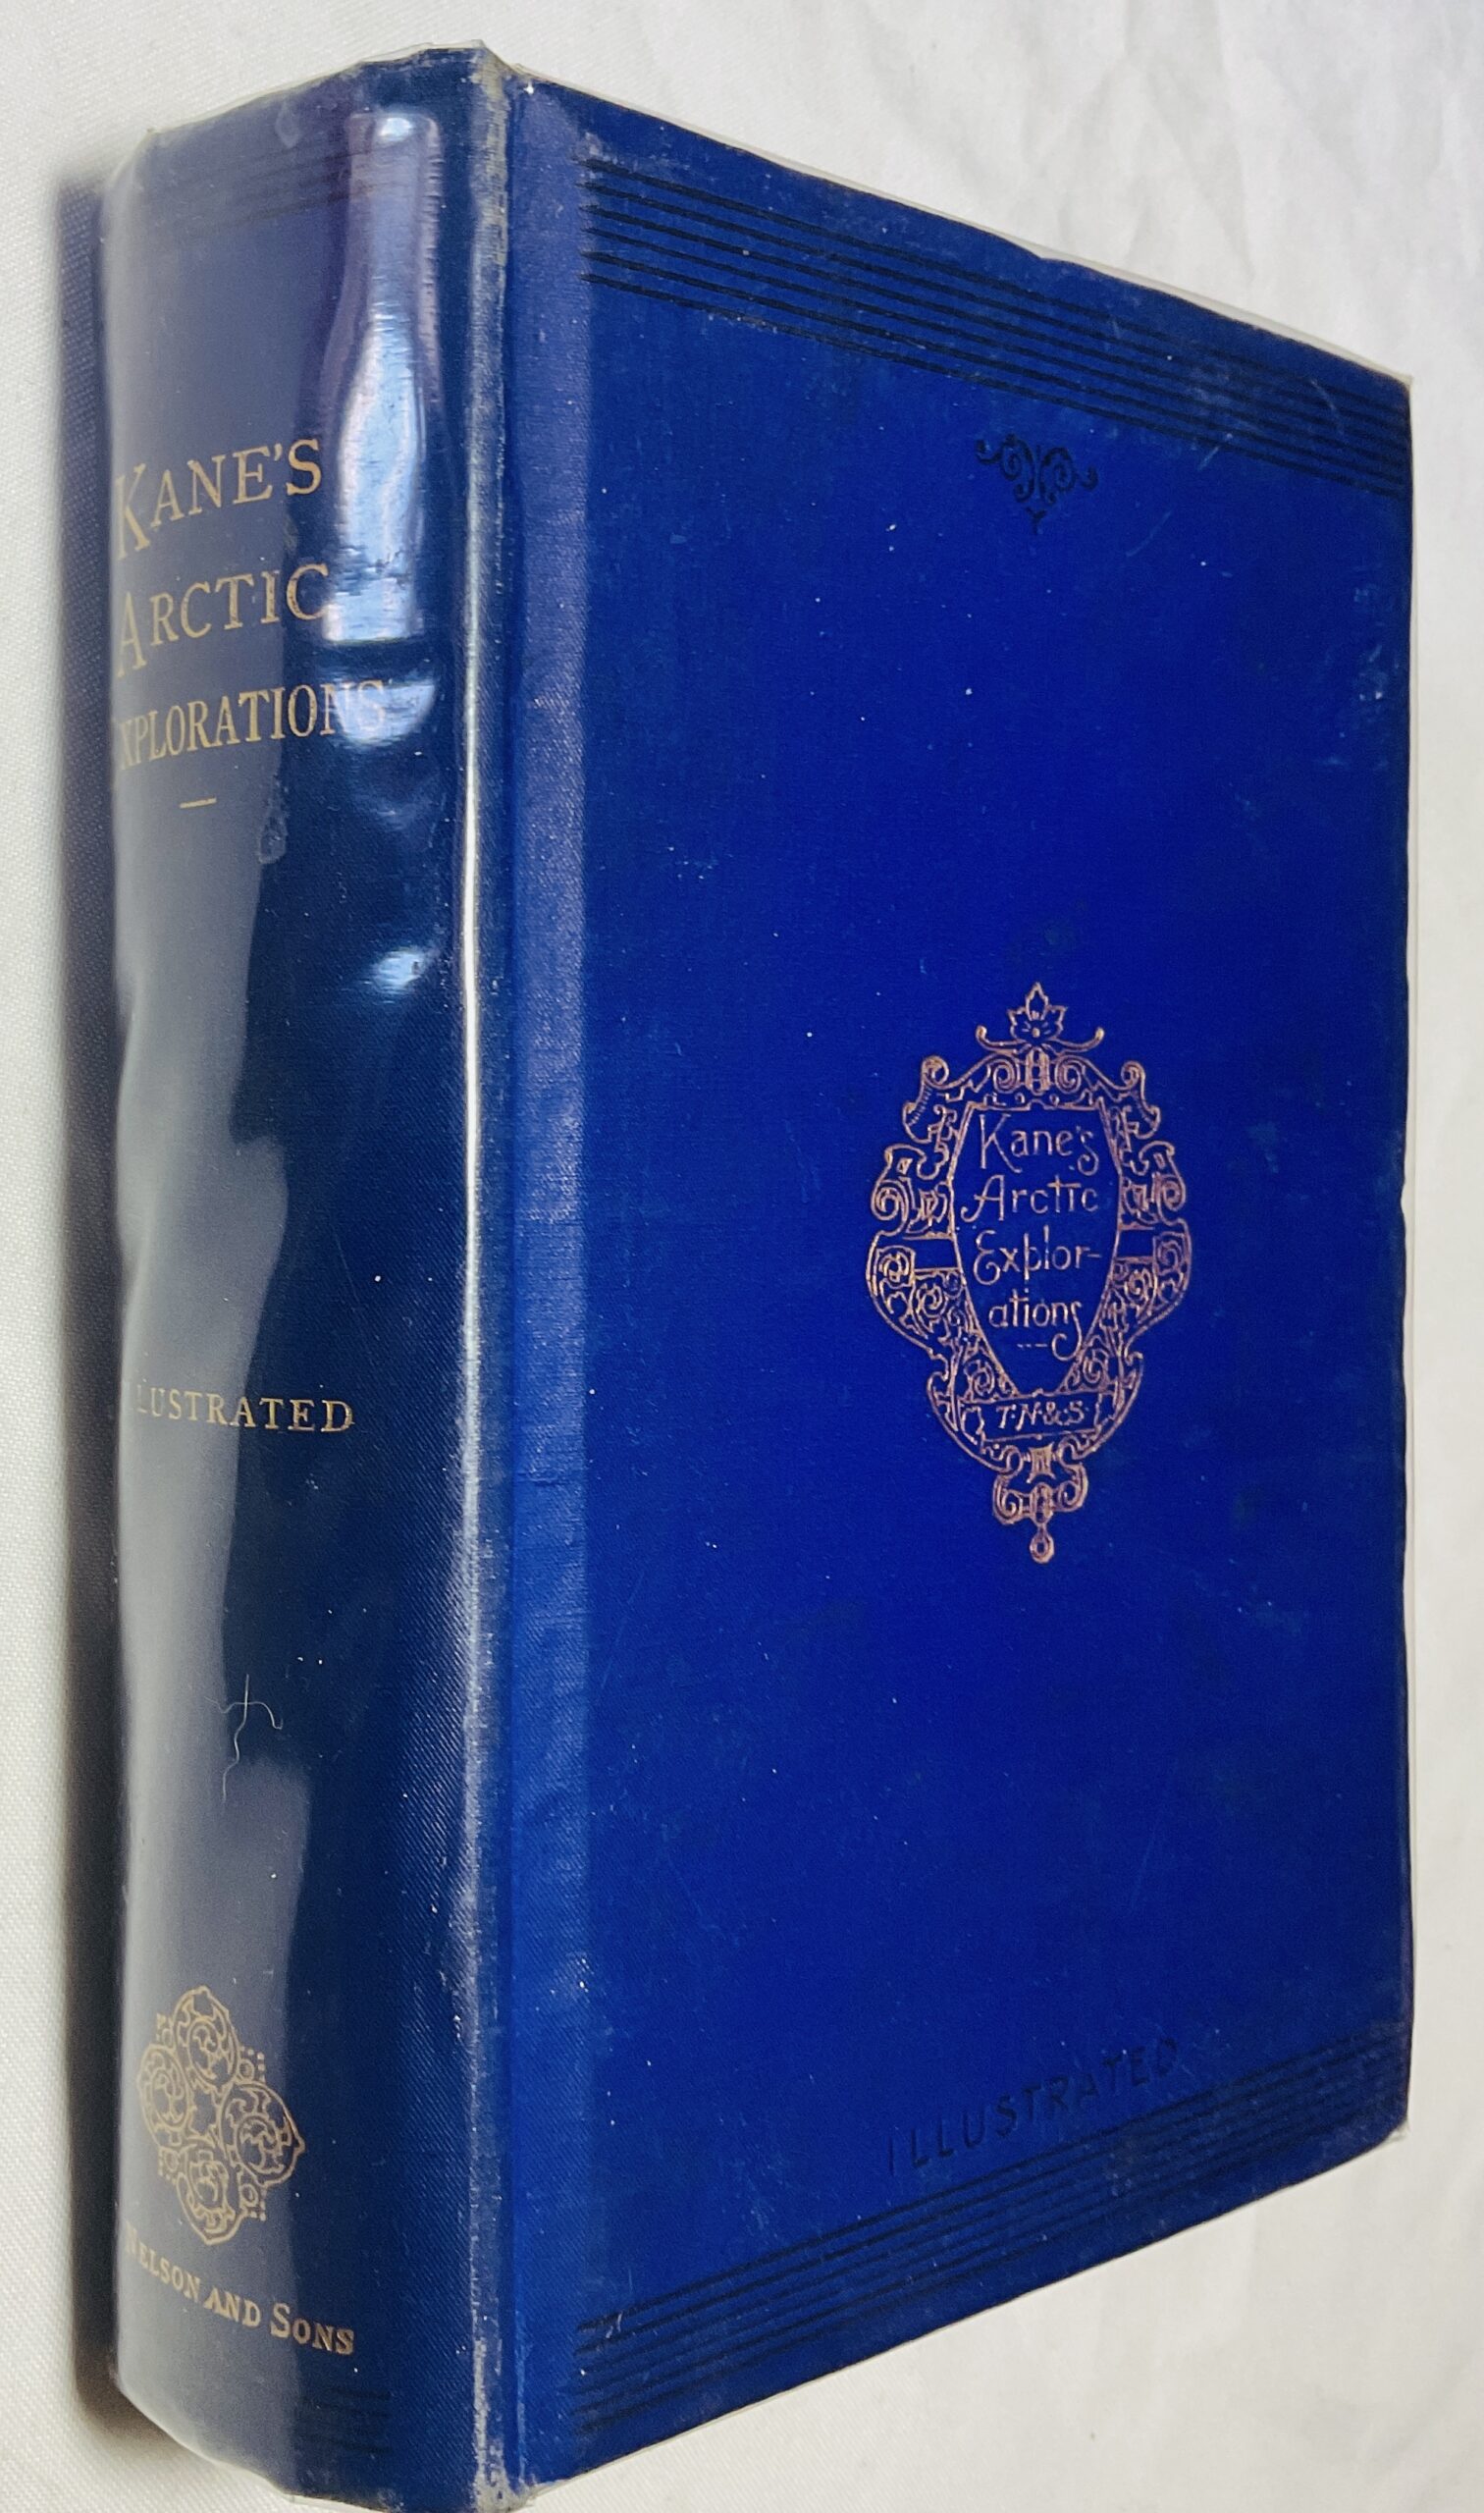 KANE'S
ARCTIC
XPLORATIONS
LUSTRATED
NELSON AND SONS
Kane's
Arctic
Explor-
ations
T·N·&·S·
ILLUSTRATED